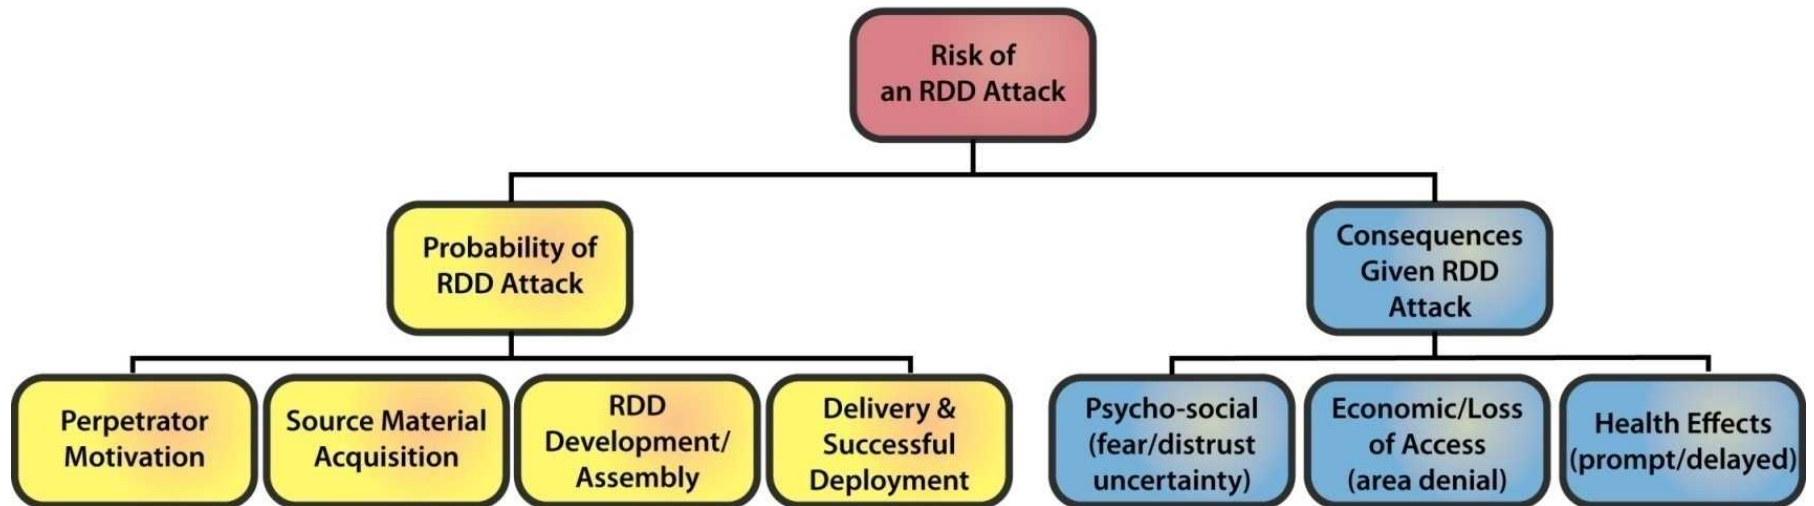 Risk of
an RDD Attack
Probability of
RDD Attack
Consequences
Given RDD
Attack
Perpetrator
Motivation
Source Material
Acquisition
RDD
Development/
Assembly
Delivery &
Successful
Deployment
Psycho-social
(fear/distrust
uncertainty)
Economic/Loss
of Access
(area denial)
Health Effects
(prompt/delayed)